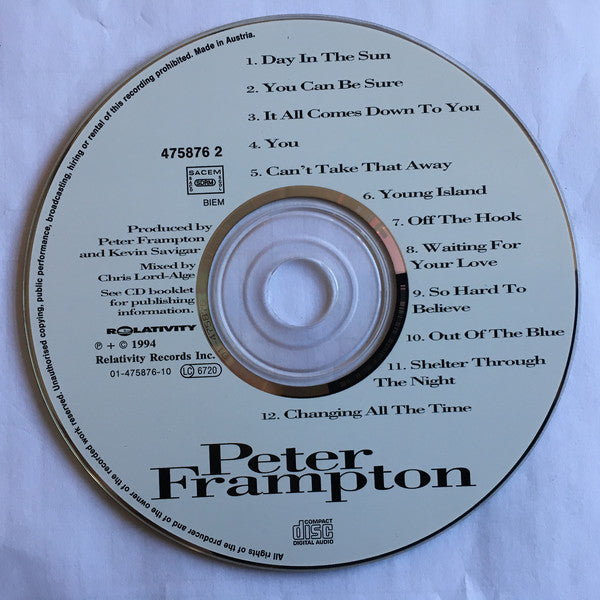 All rights of the producer and of the owner of the recorded work reserved. Unauthorised copying, public performance, broadcasting, hiring or rental of this recording prohibited. Made in Austria.
1. Day In The Sun
2. You Can Be Sure
3. It All Comes Down To You
4. You
5. Can't Take That Away
6. Young Island
7. Off The Hook
8. Waiting For
Your Love
9. So Hard To
Believe
10. Out Of The Blue
11. Shelter Through
The Night
12. Changing All The Time
475876 2
SACEM
SDRM
BIEM
Produced by
Peter Frampton
and Kevin Savigar
Mixed by
Chris Lord-Alge
See CD booklet
for publishing
information.
RELATIVITY
℗ + © 1994
Relativity Records Inc.
01-475876-10 LC 6720
Peter
Frampton
COMPACT
disc
DIGITAL AUDIO